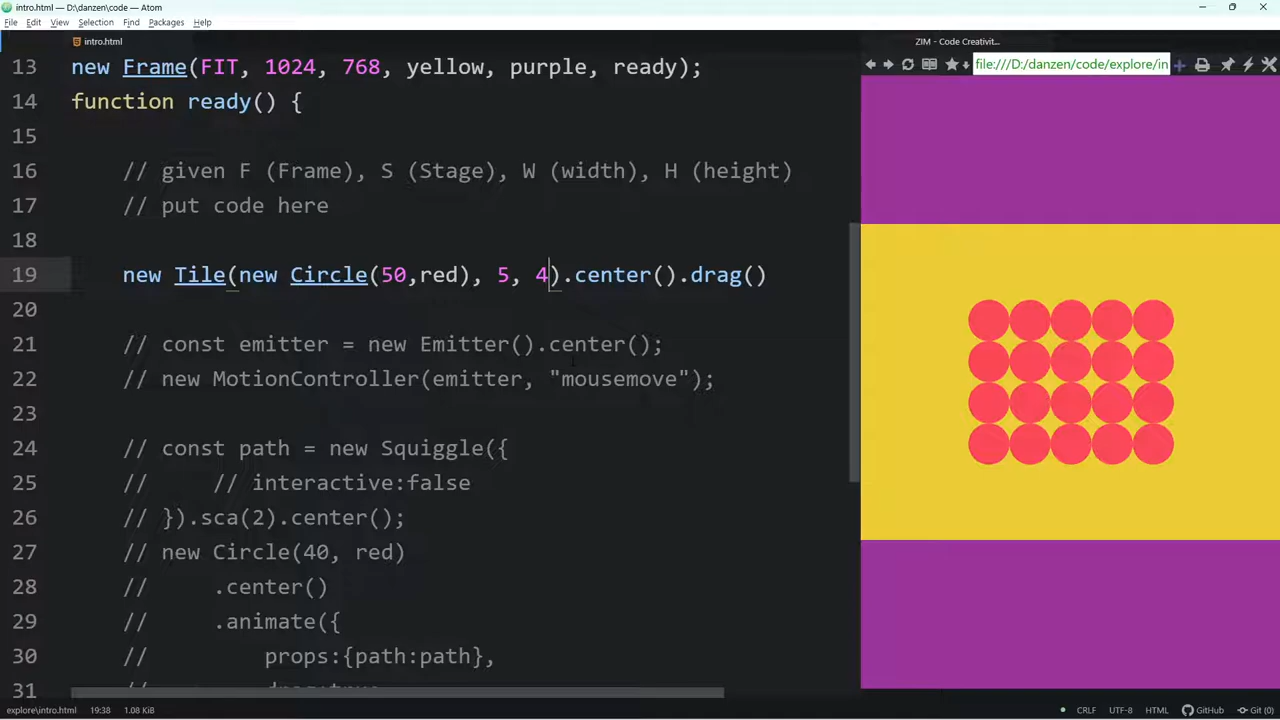 intro.html — D:\danzen\code — Atom
File Edit View Selection Find Packages Help
intro.html
ZIM - Code Creativit...
file:///D:/danzen/code/explore/in
13 new Frame(FIT, 1024, 768, yellow, purple, ready);
14 function ready() {
15
16 // given F (Frame), S (Stage), W (width), H (height)
17 // put code here
18
19 new Tile(new Circle(50,red), 5, 4).center().drag()
20
21 // const emitter = new Emitter().center();
22 // new MotionController(emitter, "mousemove");
23
24 // const path = new Squiggle({
25 // // interactive:false
26 // }).sca(2).center();
27 // new Circle(40, red)
28 // .center()
29 // .animate({
30 // props:{path:path},
31 // drag:true
explore\intro.html 19:38 1.08 KiB
CRLF UTF-8 HTML GitHub Git (0)